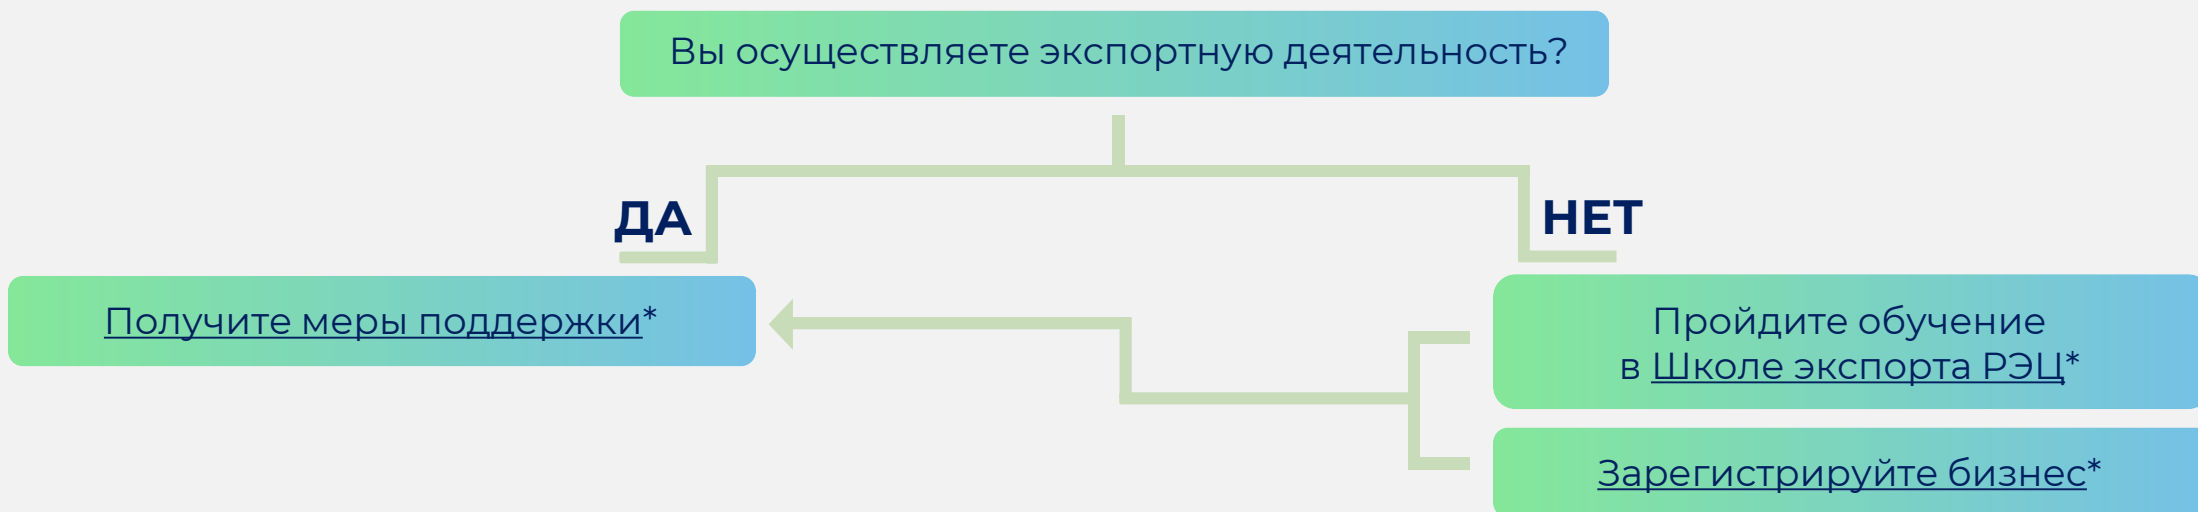 Вы осуществляете экспортную деятельность?
ДА
НЕТ
Получите меры поддержки*
Пройдите обучение
в Школе экспорта РЭЦ*
Зарегистрируйте бизнес*